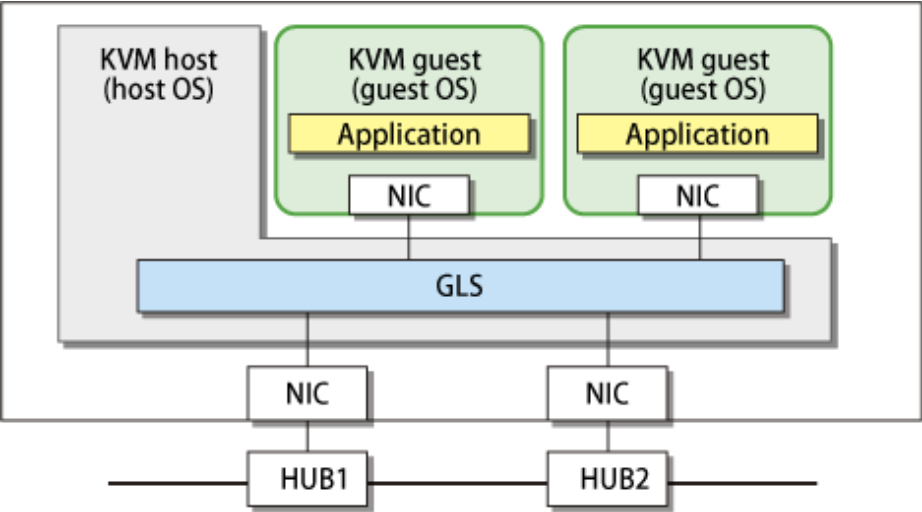 KVM host
(host OS)
KVM guest
(guest OS)
Application
NIC
KVM guest
(guest OS)
Application
NIC
GLS
NIC
NIC
HUB1
HUB2